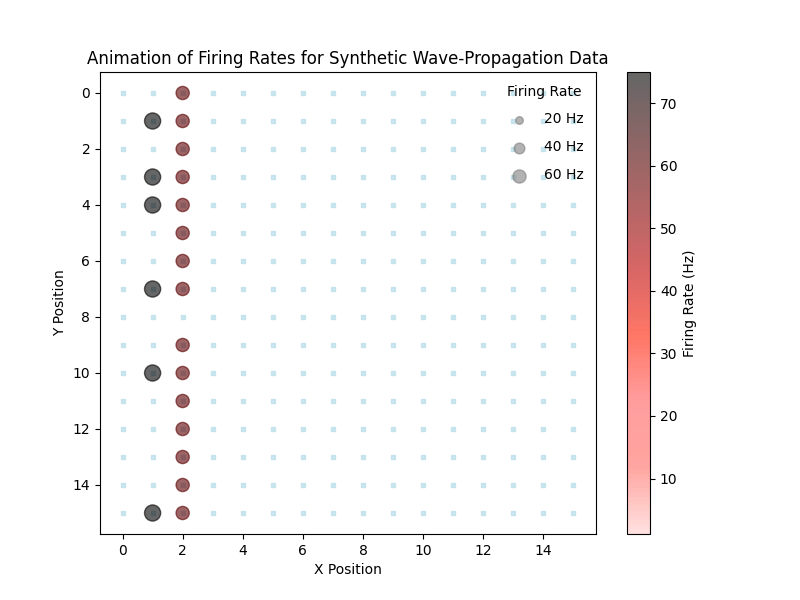 Animation of Firing Rates for Synthetic Wave-Propagation Data
Firing Rate
20 Hz
40 Hz
60 Hz
0
2
4
6
8
10
12
14
Y Position
0
2
4
6
8
10
12
14
X Position
70
60
50
40
30
20
10
Firing Rate (Hz)